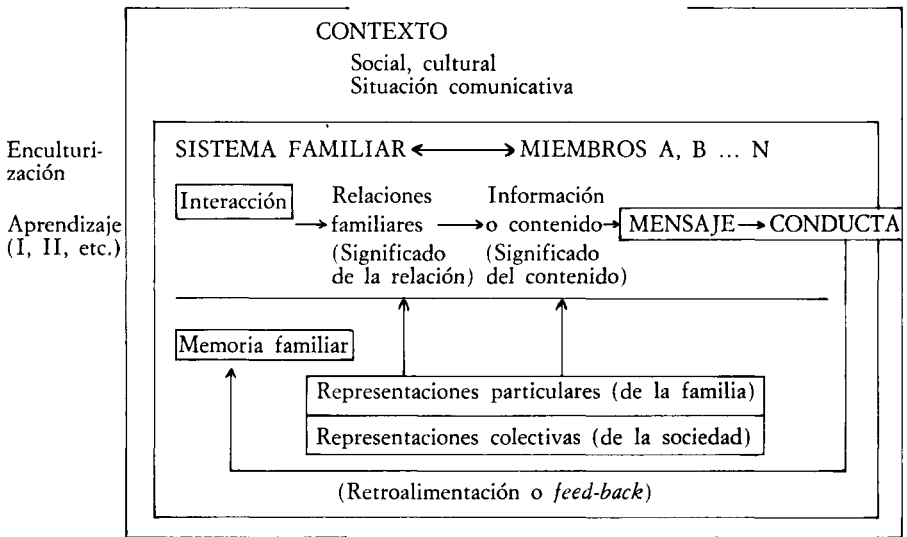 CONTEXTO
Social, cultural
Situación comunicativa
Enculturi-
zación
SISTEMA FAMILIAR MIEMBROS A, B ... N
Aprendizaje
(I, II, etc.)
Interacción
Relaciones
familiares
(Significado
de la relación)
Información
o contenido
(Significado
del contenido)
MENSAJE CONDUCTA
Memoria familiar
Representaciones particulares (de la familia)
Representaciones colectivas (de la sociedad)
(Retroalimentación o feed-back)